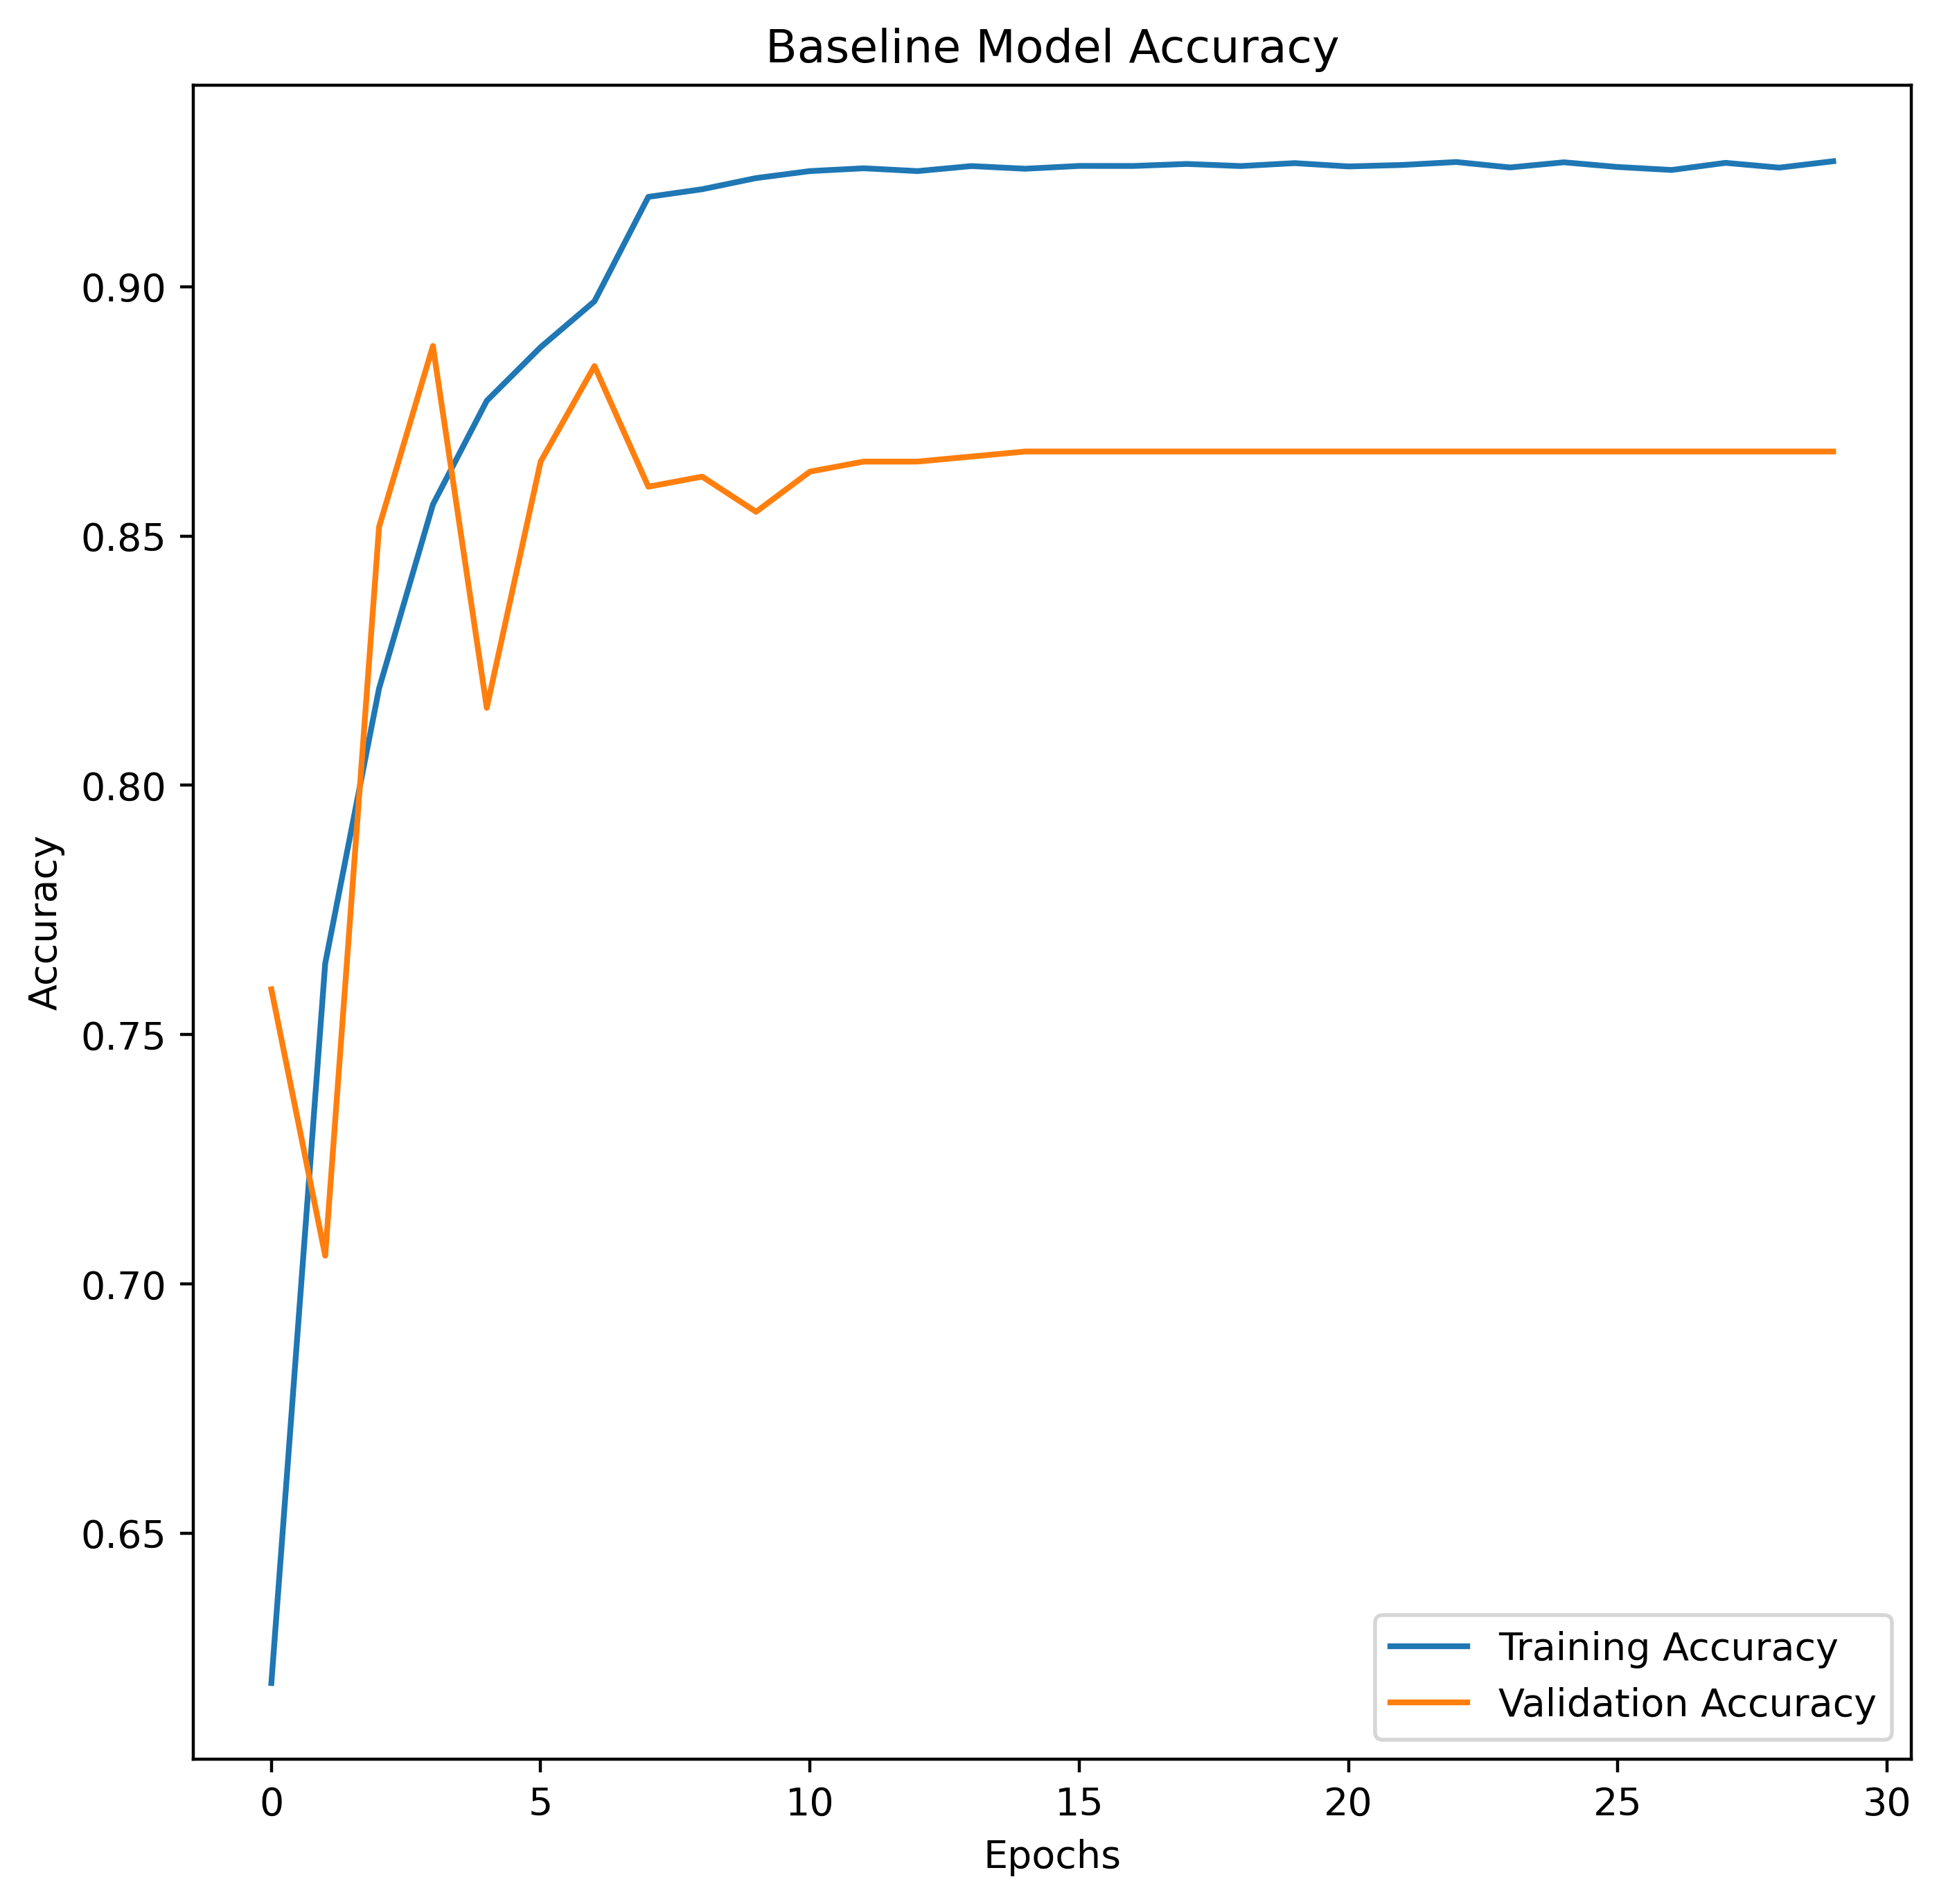 Baseline Model Accuracy
Accuracy
0.90
0.85
0.80
0.75
0.70
0.65
0 5 10 15 20 25 30
Epochs
Training Accuracy
Validation Accuracy